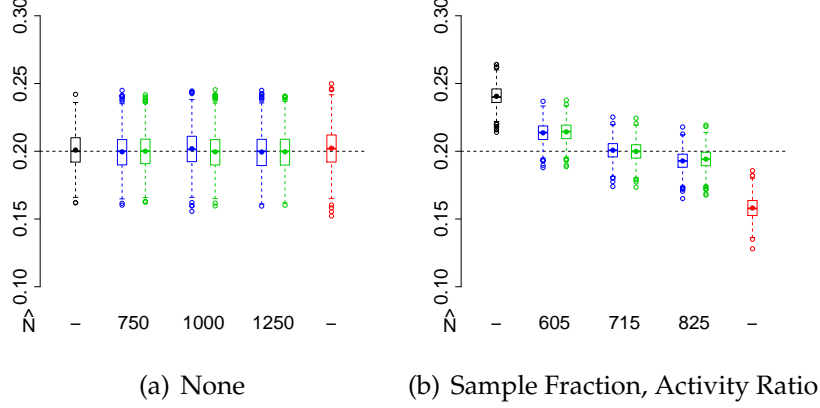 0.30
0.25
0.20
0.15
0.10
N̂ – 750 1000 1250 –
(a) None
0.30
0.25
0.20
0.15
0.10
N̂ – 605 715 825 –
(b) Sample Fraction, Activity Ratio